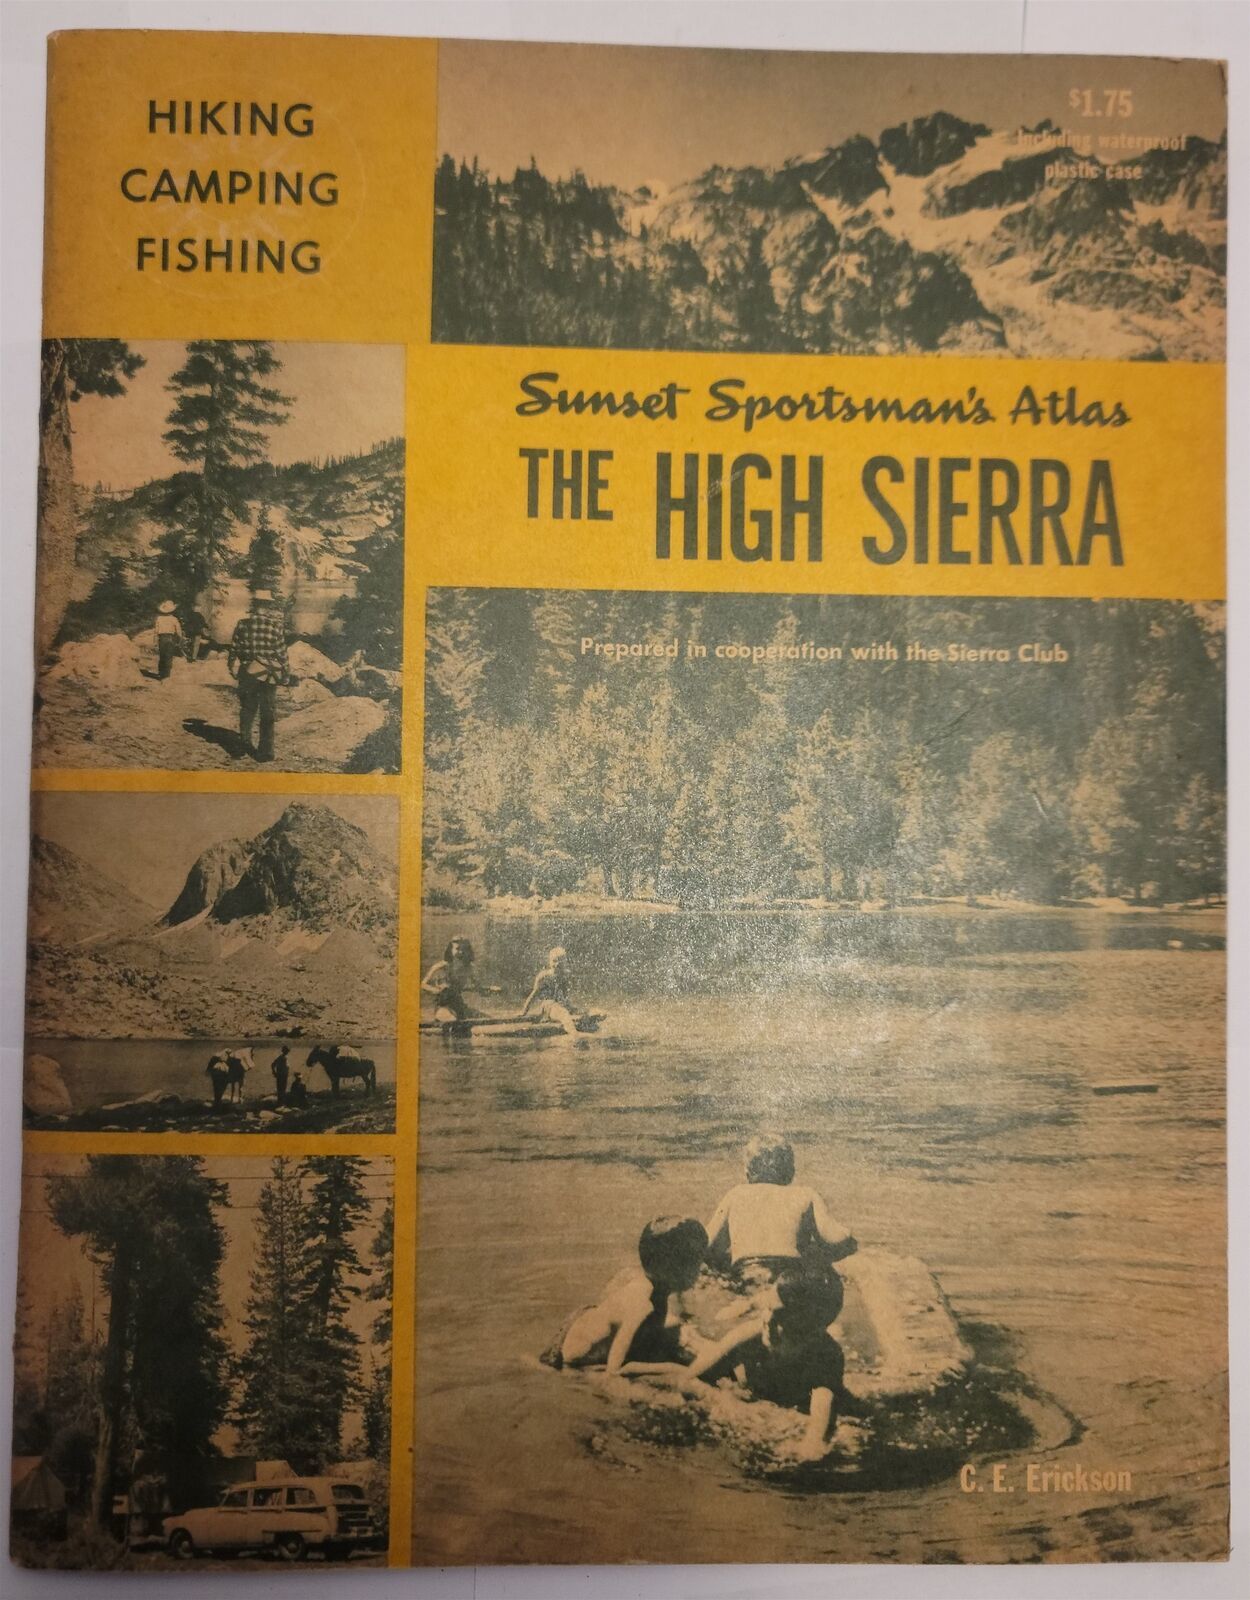 HIKING
CAMPING
FISHING
$1.75
including waterproof
plastic case
Sunset Sportsman's Atlas
THE HIGH SIERRA
Prepared in cooperation with the Sierra Club
C. E. Erickson